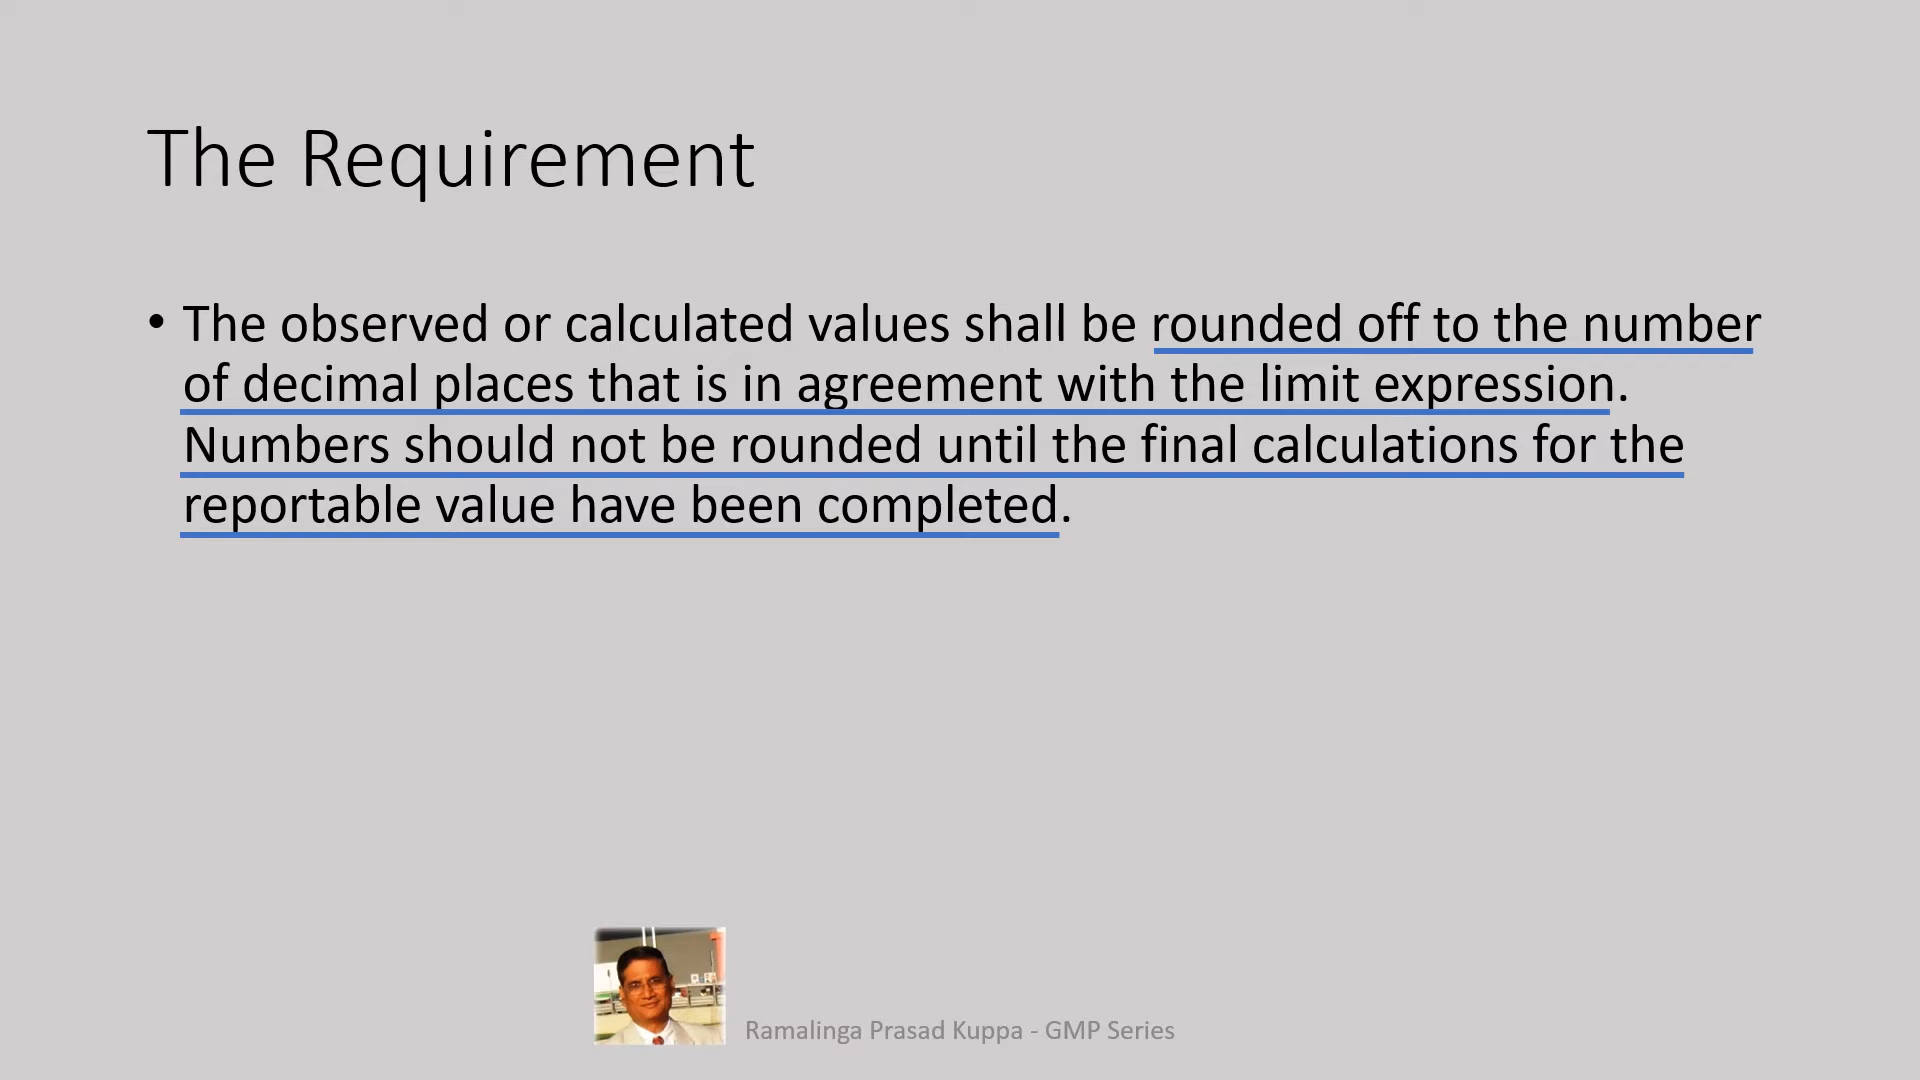 The Requirement
• The observed or calculated values shall be rounded off to the number
of decimal places that is in agreement with the limit expression.
Numbers should not be rounded until the final calculations for the
reportable value have been completed.
Ramalinga Prasad Kuppa - GMP Series